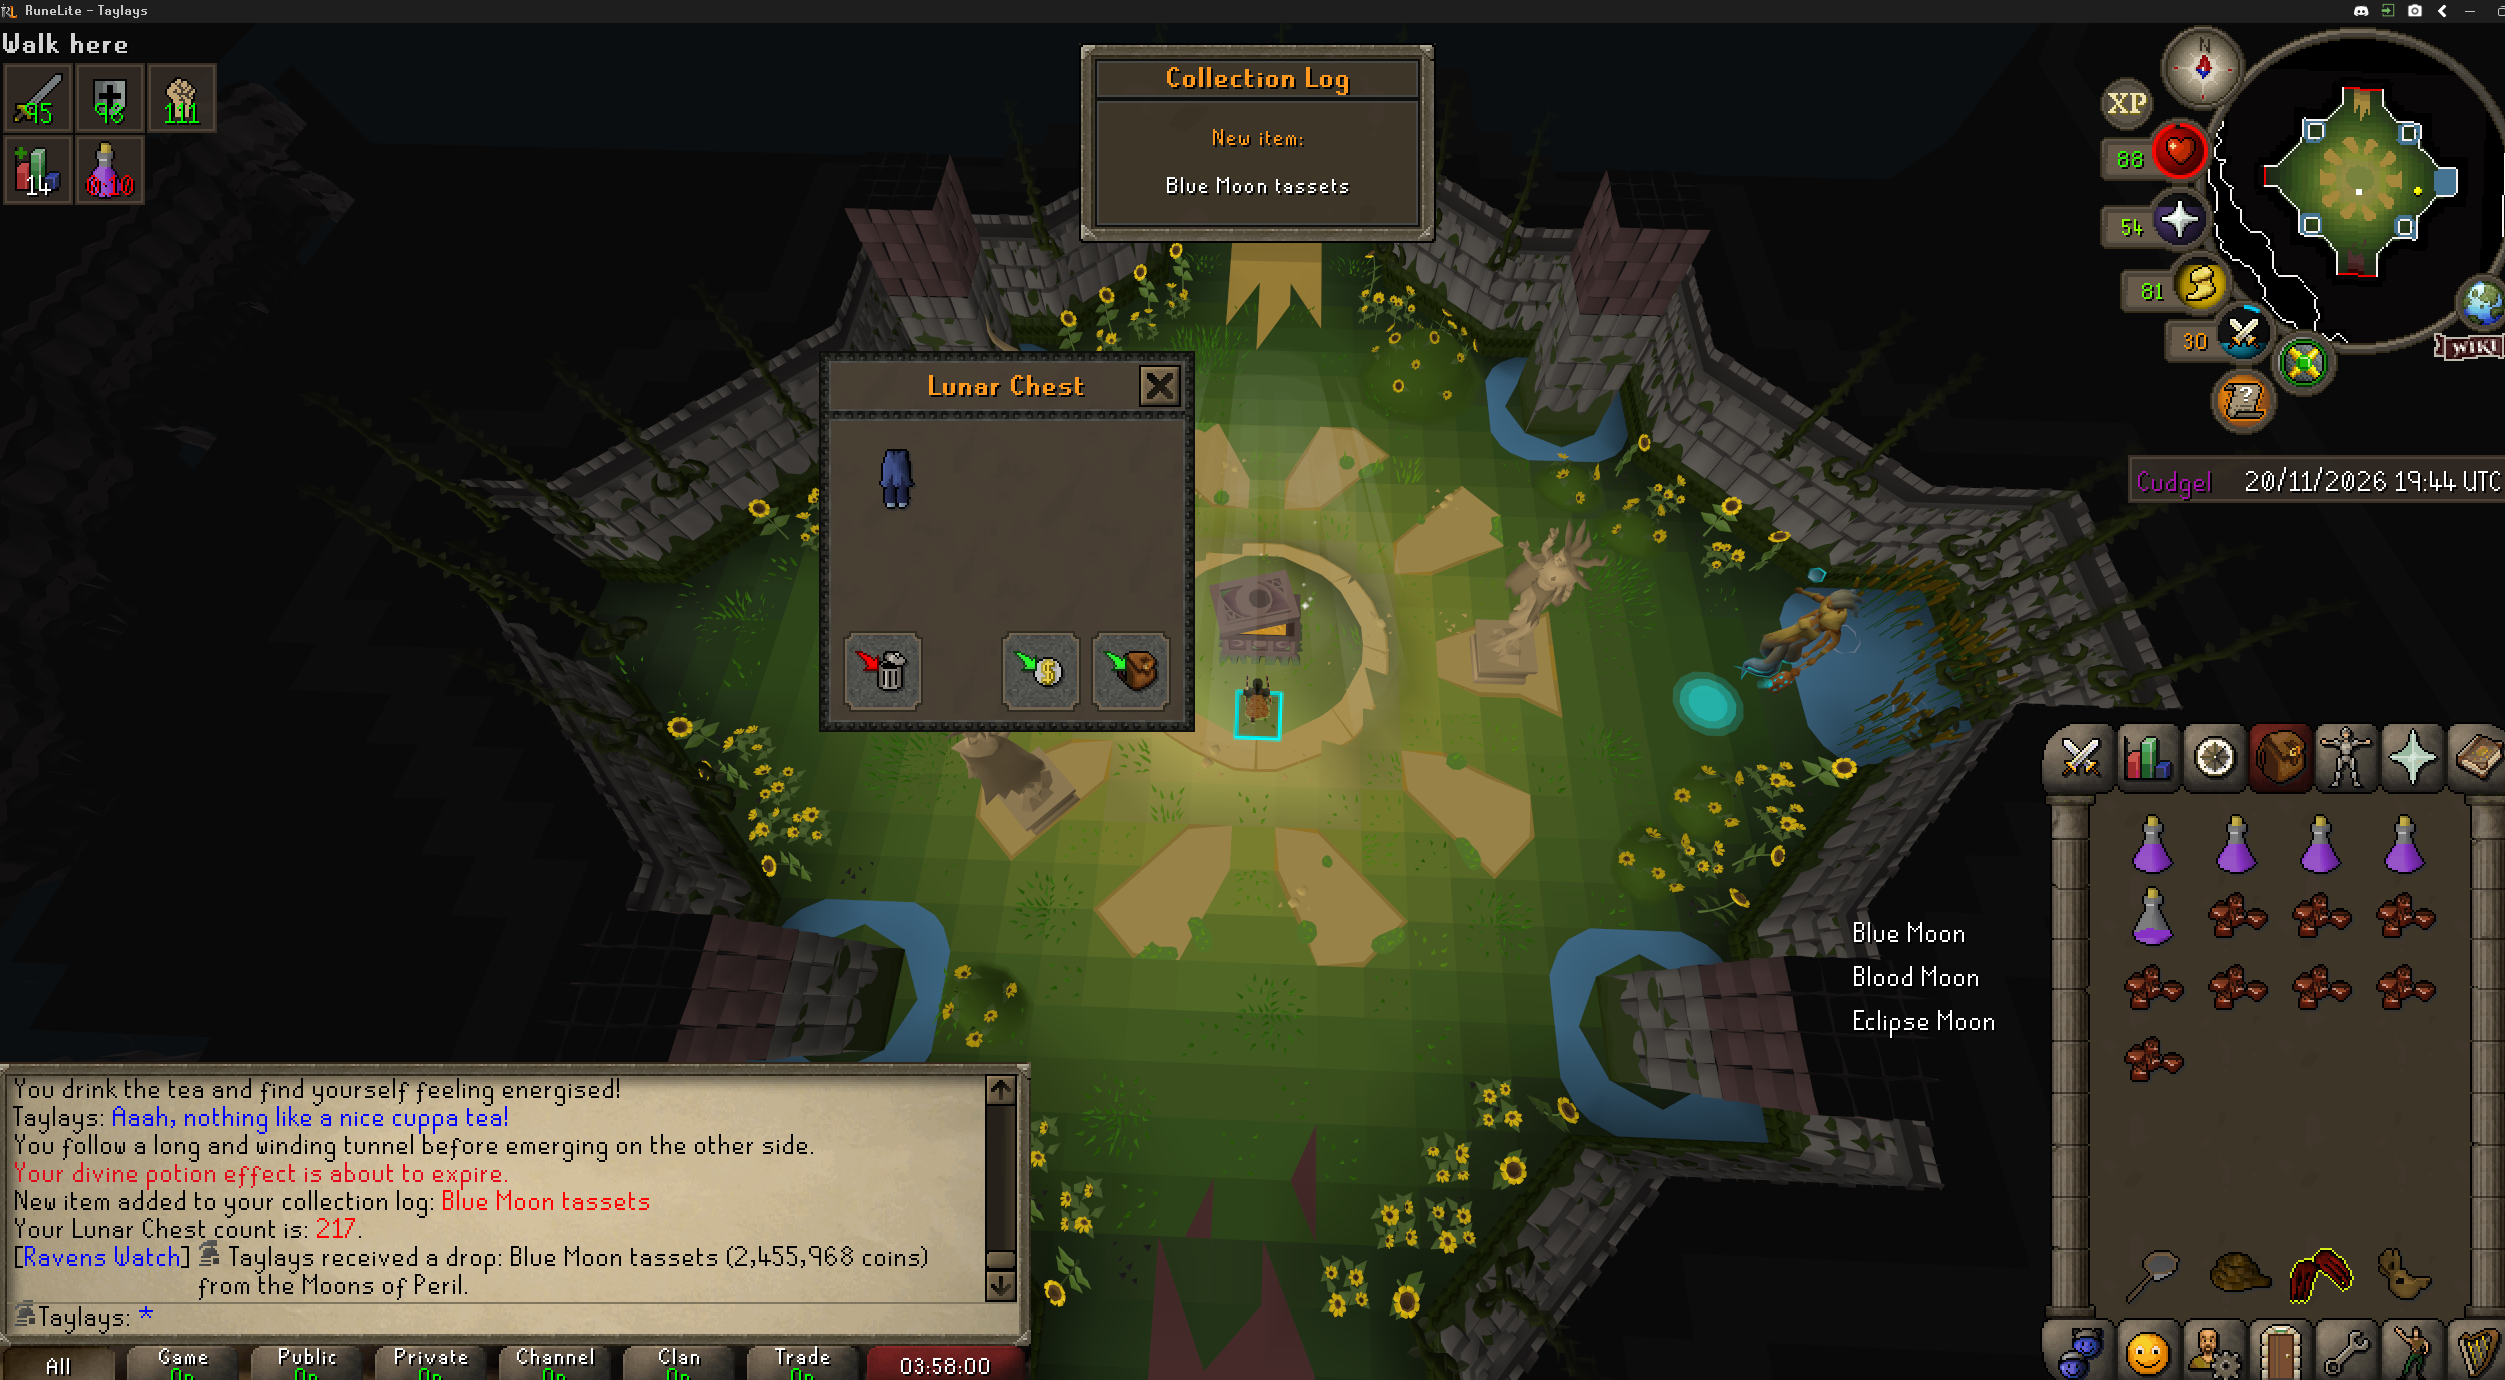 RuneLite - Taylays
Walk here
95
98
111
14
0:10
Collection Log
New item:
Blue Moon tassets
N
XP
88
54
81
30
WIKI
Cudgel 20/11/2026 19:44 UTC
Lunar Chest
Blue Moon
Blood Moon
Eclipse Moon
You drink the tea and find yourself feeling energised!
Taylays: Aaah, nothing like a nice cuppa tea!
You follow a long and winding tunnel before emerging on the other side.
Your divine potion effect is about to expire.
New item added to your collection log: Blue Moon tassets
Your Lunar Chest count is: 217.
[Ravens Watch] Taylays received a drop: Blue Moon tassets (2,455,968 coins)
from the Moons of Peril.
Taylays: *
All Game Public Private Channel Clan Trade 03:58:00
On On On On On On